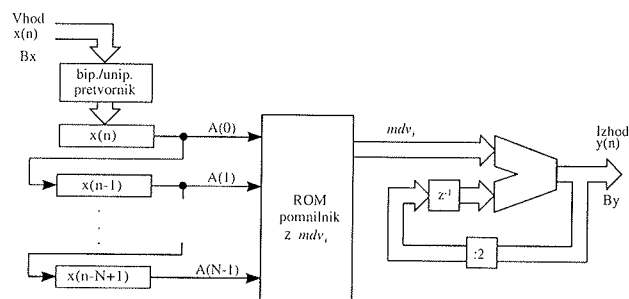 Vhod
x(n)
Bx
bip./unip.
pretvornik
x(n)
A(0)
x(n-1)
A(1)
.
.
.
x(n-N+1)
A(N-1)
ROM
pomnilnik
z mdvᵢ
mdvᵢ
z⁻¹
:2
Izhod
y(n)
By